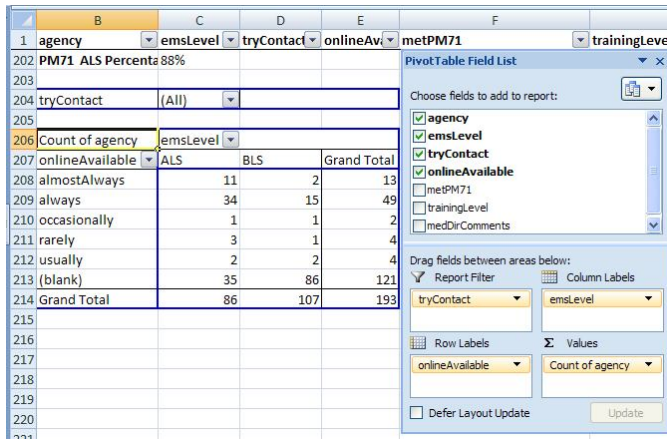 B C D E F
1 agency emsLevel tryContact onlineAva metPM71 trainingLeve
202 PM71 ALS Percenta 88%
203
204 tryContact (All)
205
206 Count of agency emsLevel
207 onlineAvailable ALS BLS Grand Total
208 almostAlways 11 2 13
209 always 34 15 49
210 occasionally 1 1 2
211 rarely 3 1 4
212 usually 2 2 4
213 (blank) 35 86 121
214 Grand Total 86 107 193
215
216
217
218
219
220
221
PivotTable Field List
Choose fields to add to report:
agency
emsLevel
tryContact
onlineAvailable
metPM71
trainingLevel
medDirComments
Drag fields between areas below:
Report Filter Column Labels
tryContact emsLevel
Row Labels Σ Values
onlineAvailable Count of agency
Defer Layout Update Update